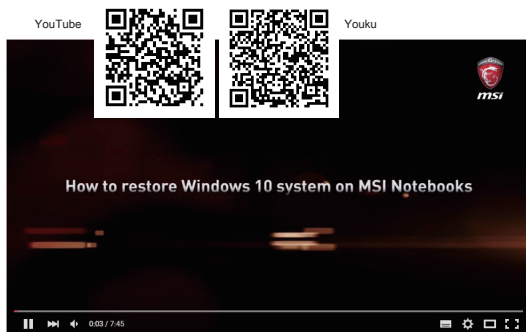 YouTube
Youku
msi
How to restore Windows 10 system on MSI Notebooks
0:03 / 7:45